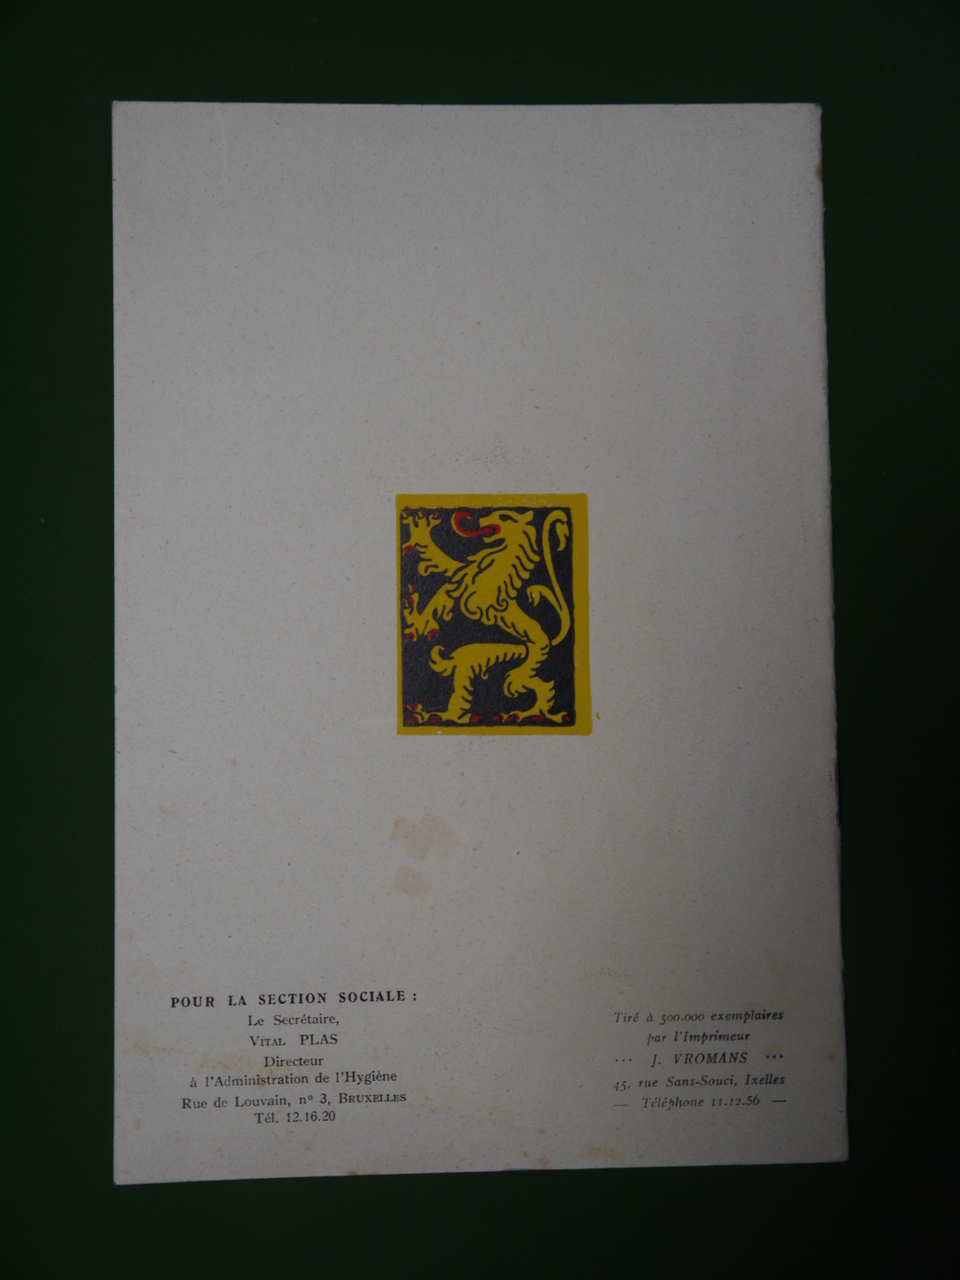 POUR LA SECTION SOCIALE :
Le Secrétaire,
VITAL PLAS
Directeur
à l'Administration de l'Hygiène
Rue de Louvain, nº 3, BRUXELLES
Tél. 12.16.20
Tiré à 500.000 exemplaires
par l'Imprimeur
... J. VROMANS ...
45, rue Sans-Souci, Ixelles
— Téléphone 11.12.56 —